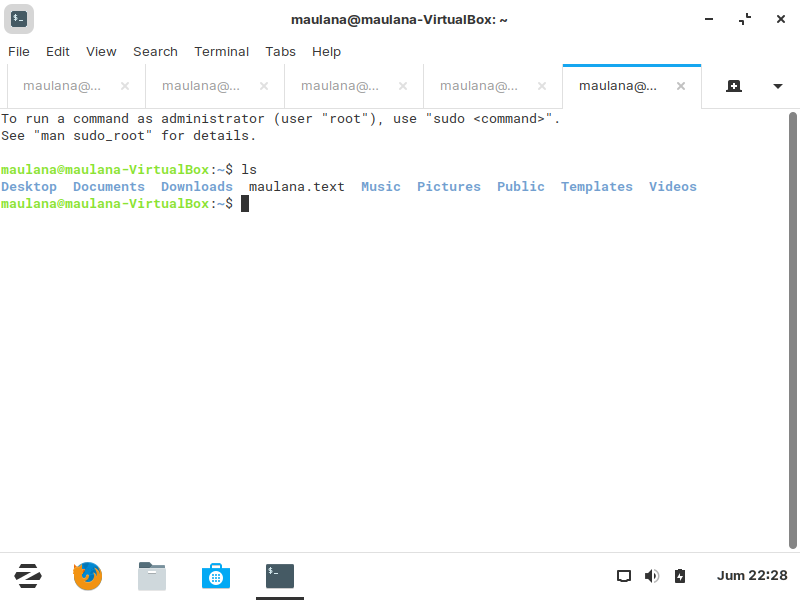 maulana@maulana-VirtualBox: ~
File Edit View Search Terminal Tabs Help
maulana@... maulana@... maulana@... maulana@... maulana@...
To run a command as administrator (user "root"), use "sudo <command>".
See "man sudo_root" for details.
maulana@maulana-VirtualBox:~$ ls
Desktop Documents Downloads maulana.text Music Pictures Public Templates Videos
maulana@maulana-VirtualBox:~$
Jum 22:28